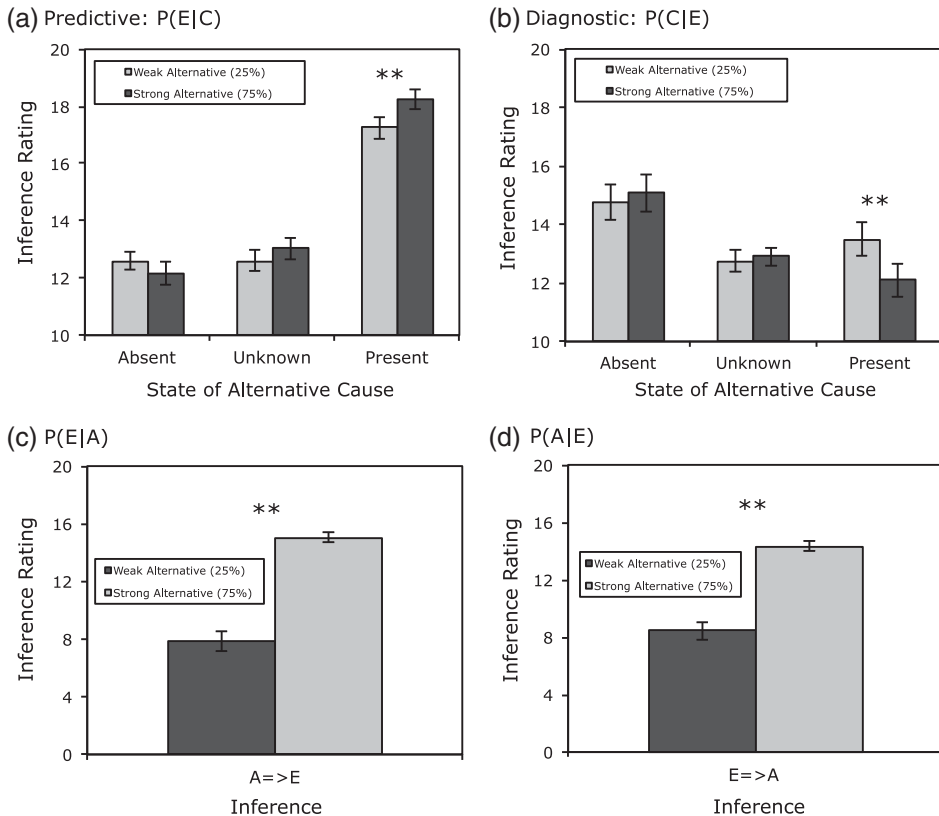 (a) Predictive: P(E|C)
20
18
16
14
12
10
Inference Rating
Weak Alternative (25%)
Strong Alternative (75%)
**
Absent Unknown Present
State of Alternative Cause
(b) Diagnostic: P(C|E)
20
18
16
14
12
10
Inference Rating
Weak Alternative (25%)
Strong Alternative (75%)
**
Absent Unknown Present
State of Alternative Cause
(c) P(E|A)
20
16
12
8
4
0
Inference Rating
**
Weak Alternative (25%)
Strong Alternative (75%)
A=>E
Inference
(d) P(A|E)
20
16
12
8
4
0
Inference Rating
**
Weak Alternative (25%)
Strong Alternative (75%)
E=>A
Inference